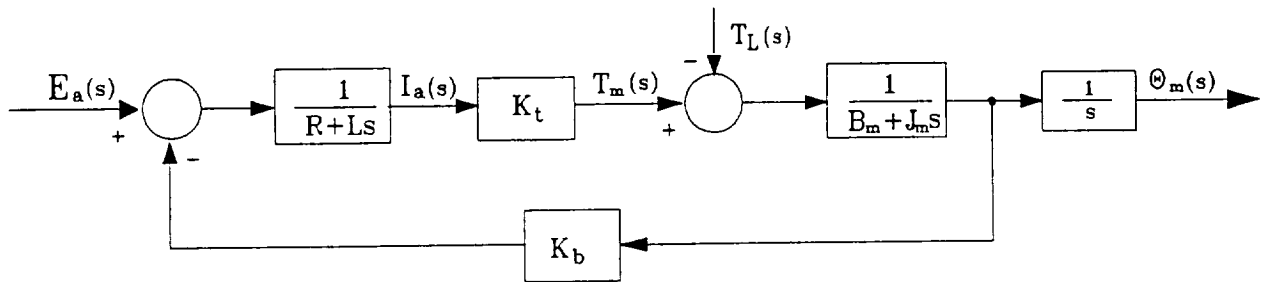 T_L(s)
-
E_a(s)
+
-
1
R+Ls
I_a(s)
K_t
T_m(s)
+
1
B_m+J_ms
1
s
Θ_m(s)
K_b